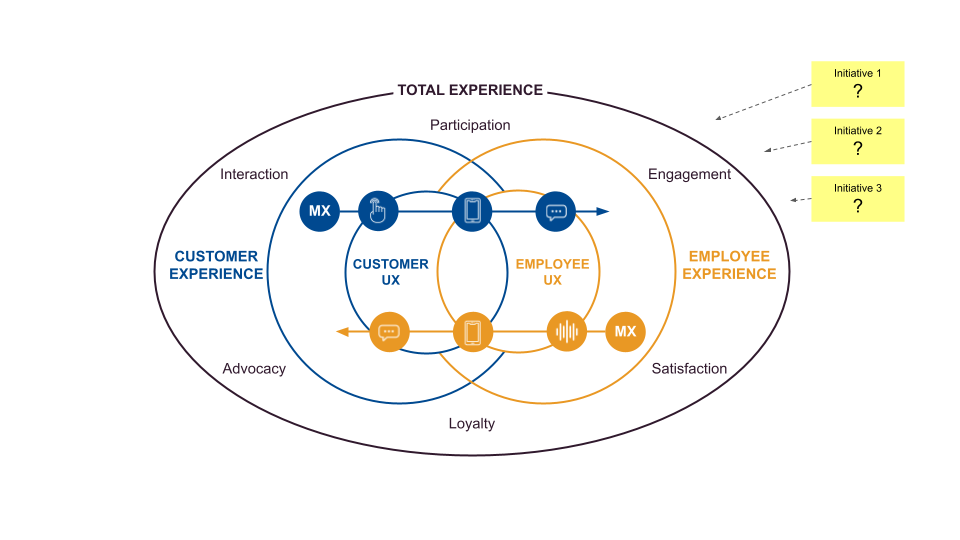 Initiative 1
?
TOTAL EXPERIENCE
Participation
Initiative 2
?
Interaction
Engagement
Initiative 3
?
MX
CUSTOMER
EXPERIENCE
CUSTOMER
UX
EMPLOYEE
UX
EMPLOYEE
EXPERIENCE
MX
Advocacy
Satisfaction
Loyalty